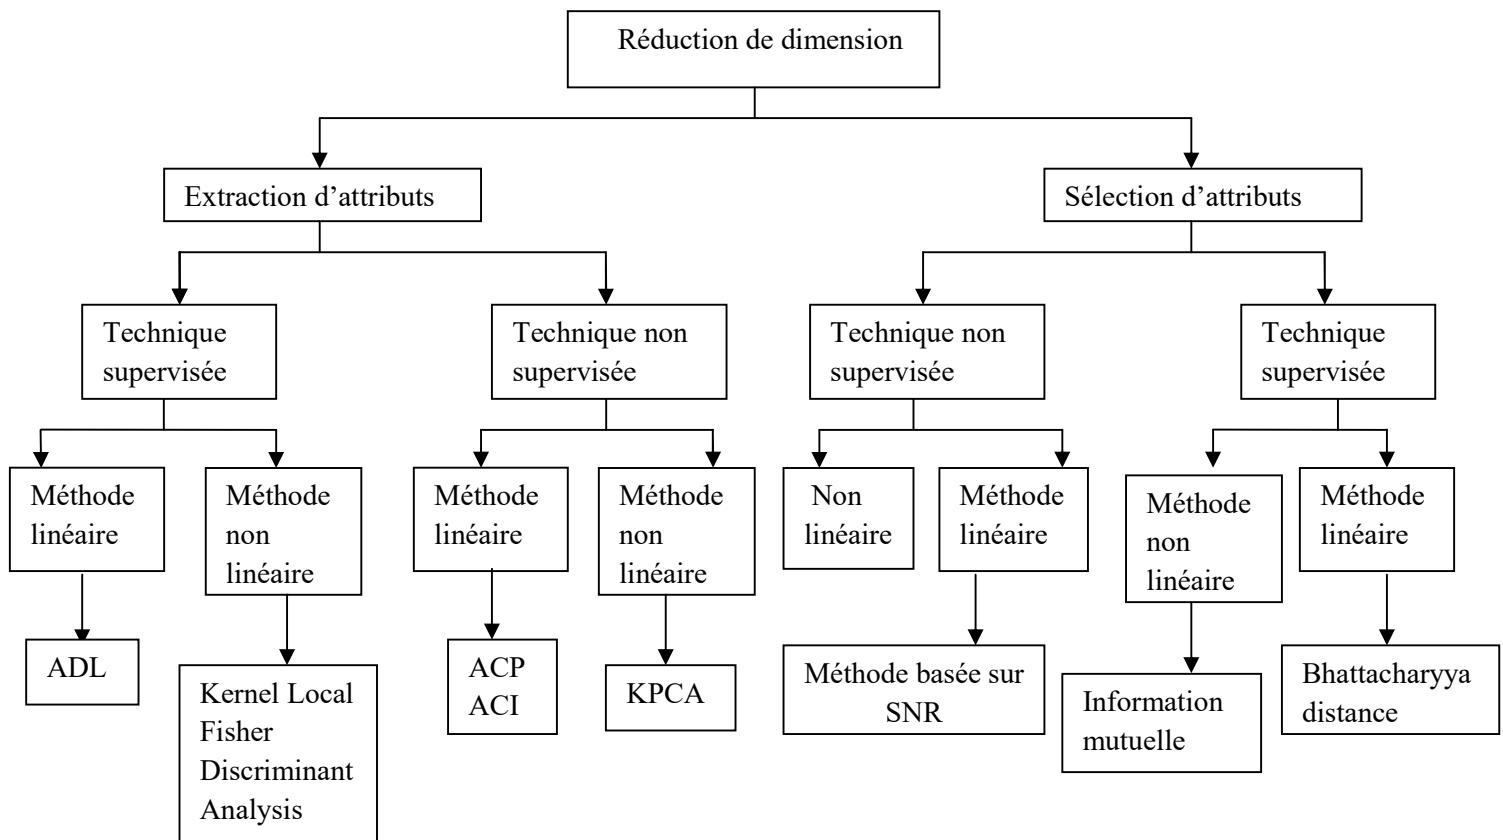 Réduction de dimension
Extraction d’attributs
Sélection d’attributs
Technique
supervisée
Technique non
supervisée
Technique non
supervisée
Technique
supervisée
Méthode
linéaire
Méthode
non
linéaire
Méthode
linéaire
Méthode
non
linéaire
Non
linéaire
Méthode
linéaire
Méthode
non
linéaire
Méthode
linéaire
ADL
Kernel Local
Fisher
Discriminant
Analysis
ACP
ACI
KPCA
Méthode basée sur
SNR
Information
mutuelle
Bhattacharyya
distance